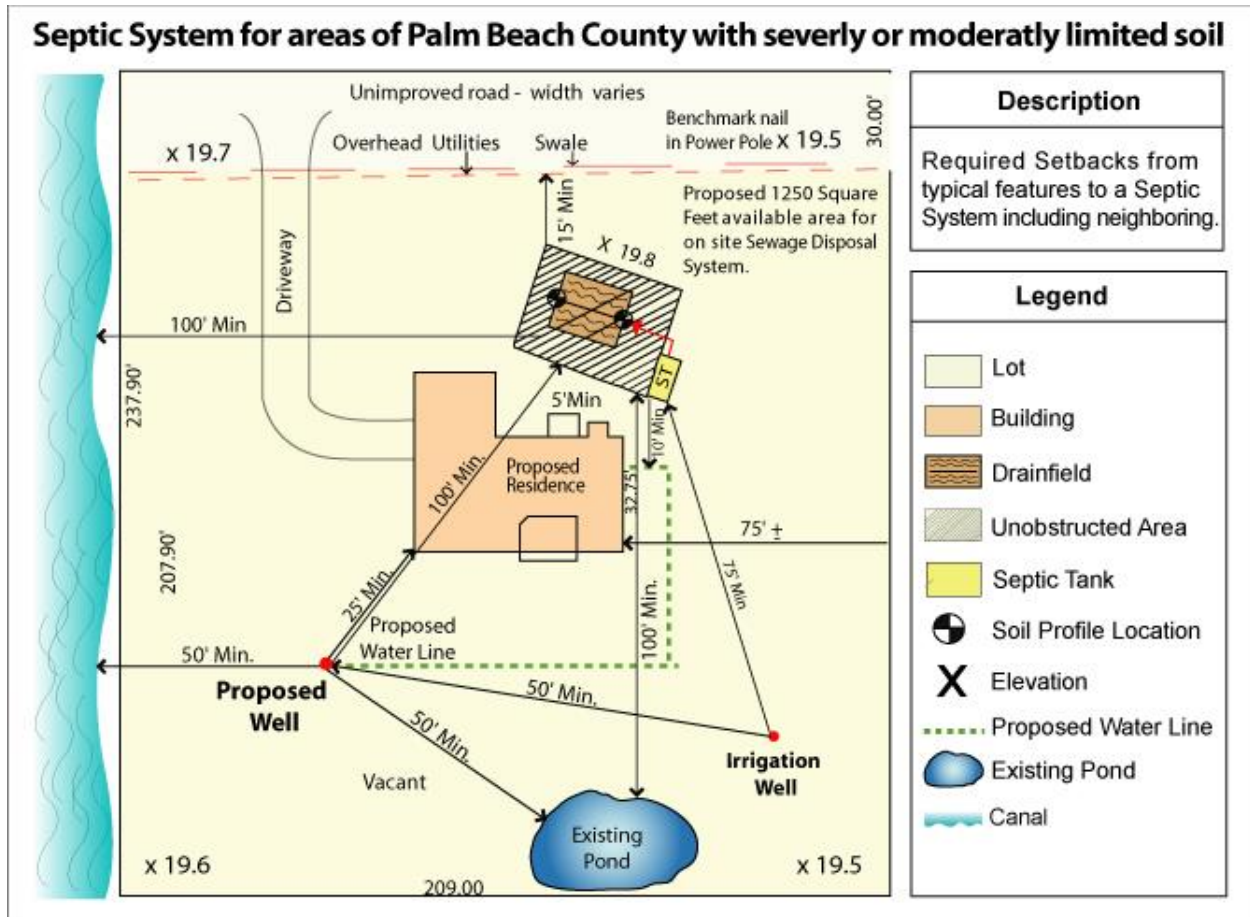 Septic System for areas of Palm Beach County with severly or moderatly limited soil
Unimproved road - width varies
30.00'
Benchmark nail
in Power Pole x 19.5
x 19.7
Overhead Utilities
Swale
15' Min
Proposed 1250 Square
Feet available area for
on site Sewage Disposal
System.
X 19.8
Driveway
100' Min
237.90'
ST
5'Min
10' Min
Proposed
Residence
100' Min.
32.75'
75' ±
207.90'
25' Min.
75' Min
Proposed
Water Line
100' Min.
50' Min.
Proposed
Well
50' Min.
50' Min.
Irrigation
Well
Vacant
Existing
Pond
x 19.6
x 19.5
209.00
Description
Required Setbacks from
typical features to a Septic
System including neighboring.
Legend
Lot
Building
Drainfield
Unobstructed Area
Septic Tank
Soil Profile Location
X Elevation
Proposed Water Line
Existing Pond
Canal